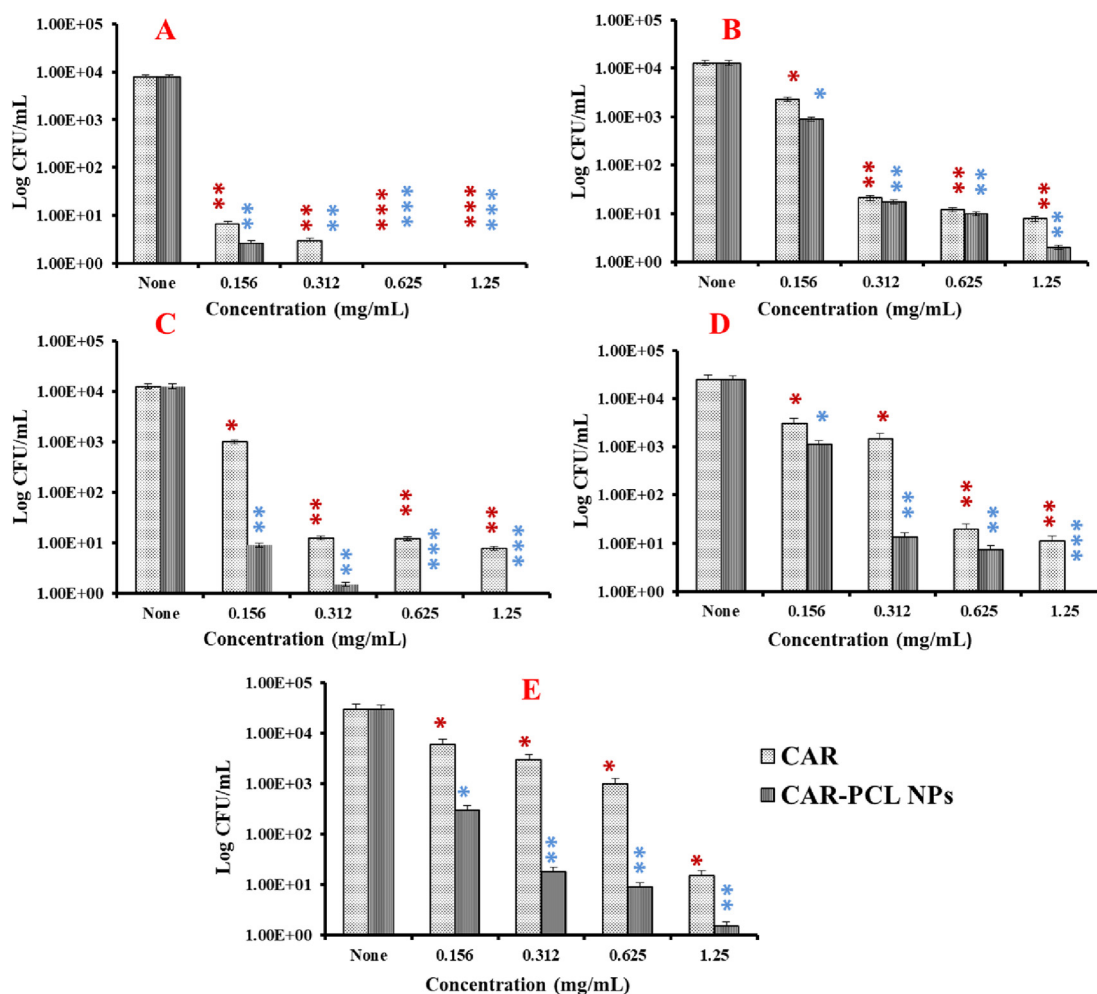 A
Log CFU/mL
1.00E+05
1.00E+04
1.00E+03
1.00E+02
1.00E+01
1.00E+00
** ** ** ** *** *** *** ***
None 0.156 0.312 0.625 1.25
Concentration (mg/mL)
B
Log CFU/mL
1.00E+05
1.00E+04
1.00E+03
1.00E+02
1.00E+01
1.00E+00
* * ** ** ** ** ** **
None 0.156 0.312 0.625 1.25
Concentration (mg/mL)
C
Log CFU/mL
1.00E+05
1.00E+04
1.00E+03
1.00E+02
1.00E+01
1.00E+00
* ** ** ** ** *** ** ***
None 0.156 0.312 0.625 1.25
Concentration (mg/mL)
D
Log CFU/mL
1.00E+05
1.00E+04
1.00E+03
1.00E+02
1.00E+01
1.00E+00
* * * ** ** ** ** ***
None 0.156 0.312 0.625 1.25
Concentration (mg/mL)
E
Log CFU/mL
1.00E+05
1.00E+04
1.00E+03
1.00E+02
1.00E+01
1.00E+00
* * * ** * ** * **
None 0.156 0.312 0.625 1.25
Concentration (mg/mL)
CAR
CAR-PCL NPs